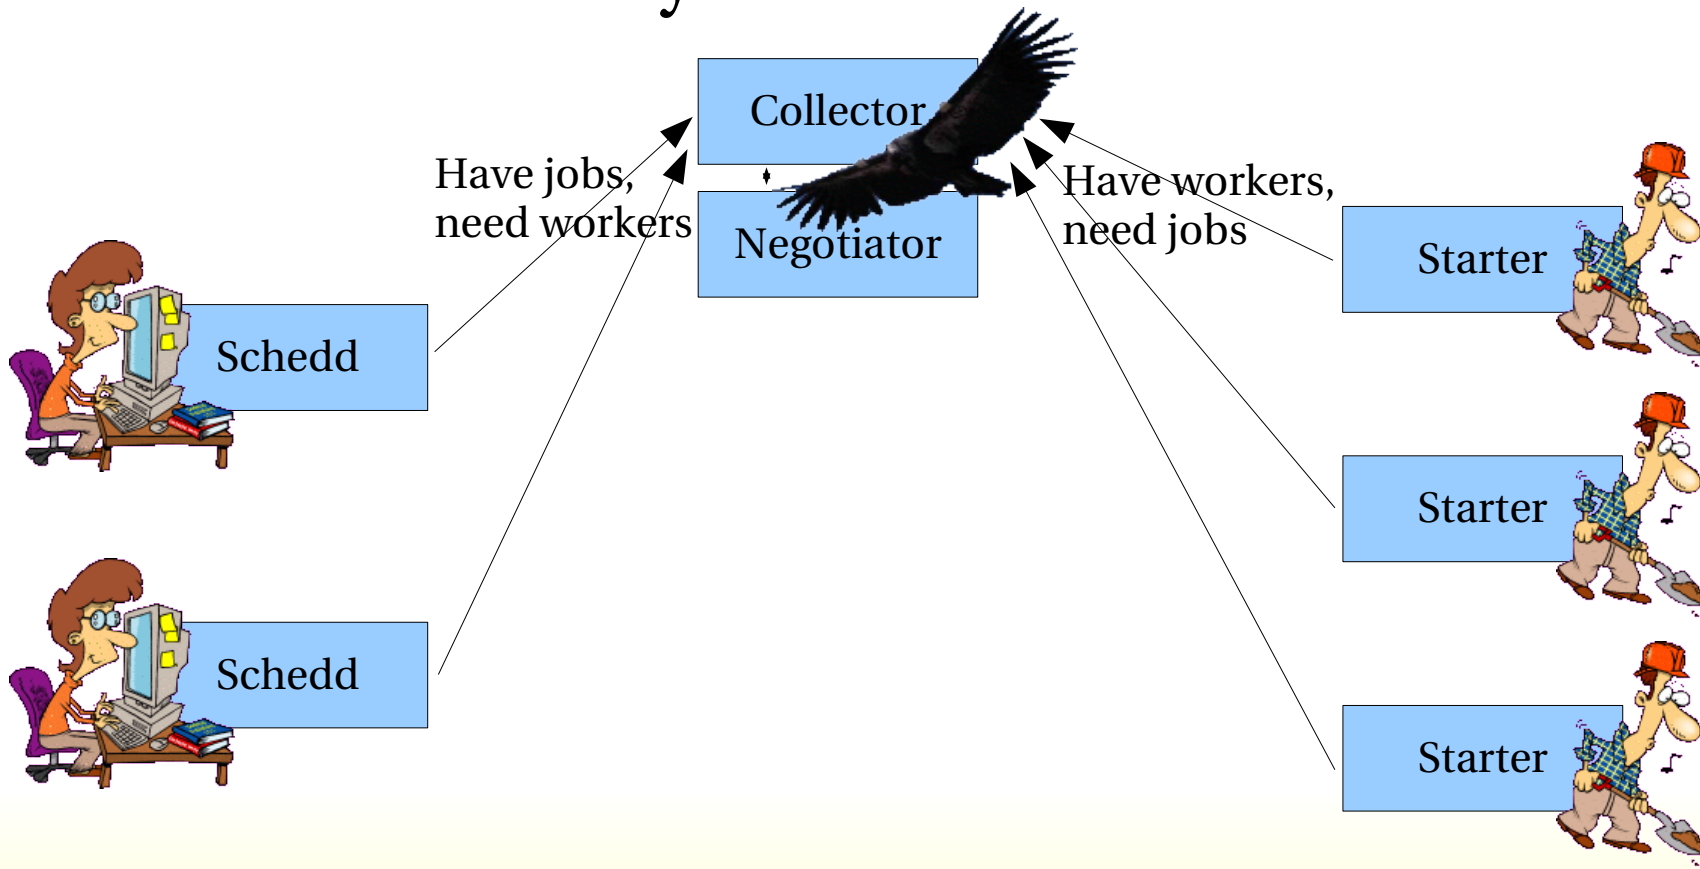 Collector
Have jobs,
need workers
Negotiator
Have workers,
need jobs
Starter
Schedd
Starter
Schedd
Starter